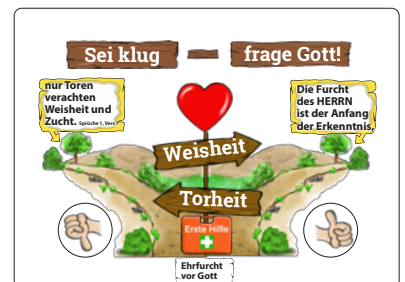 Sei klug – frage Gott!
nur Toren
verachten
Weisheit und
Zucht. Sprüche 1, Vers
Die Furcht
des HERRN
ist der Anfang
der Erkenntnis,
Weisheit
Torheit
Erste Hilfe
Ehrfurcht
vor Gott